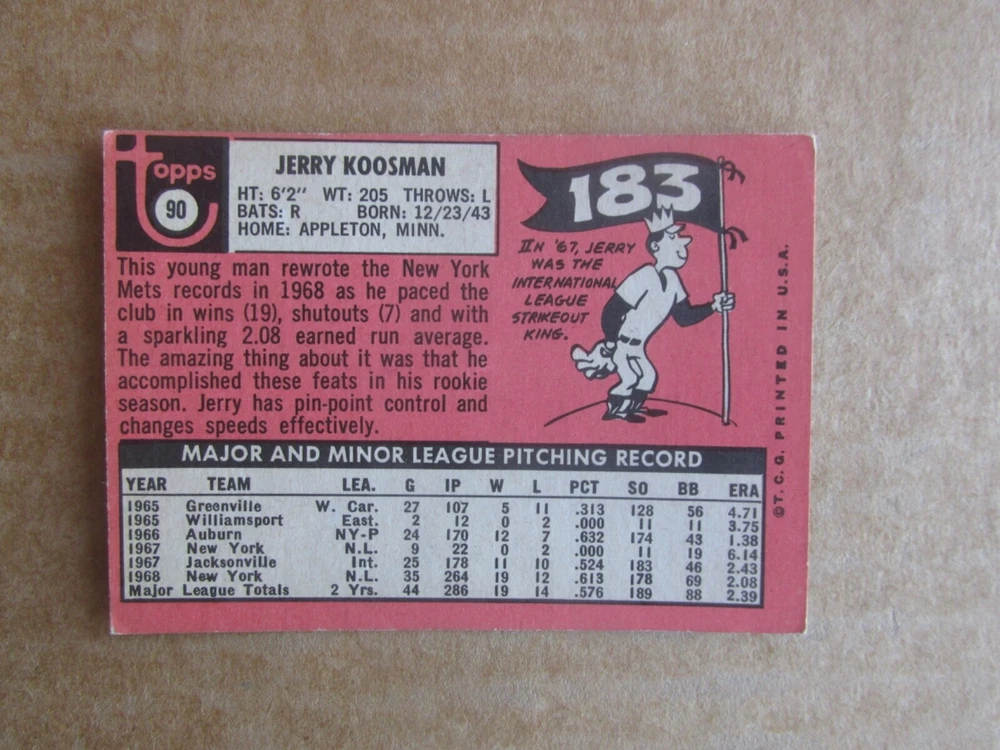 topps
90
JERRY KOOSMAN
HT: 6'2" WT: 205 THROWS: L
BATS: R BORN: 12/23/43
HOME: APPLETON, MINN.
This young man rewrote the New York
Mets records in 1968 as he paced the
club in wins (19), shutouts (7) and with
a sparkling 2.08 earned run average.
The amazing thing about it was that he
accomplished these feats in his rookie
season. Jerry has pin-point control and
changes speeds effectively.
183
IN '67, JERRY
WAS THE
INTERNATIONAL
LEAGUE
STRIKEOUT
KING.
©T. C. G. PRINTED IN U.S.A.
MAJOR AND MINOR LEAGUE PITCHING RECORD
YEAR TEAM LEA. G IP W L PCT SO BB ERA
1965 Greenville W. Car. 27 107 5 11 .313 128 56 4.71
1965 Williamsport East. 2 12 0 2 .000 11 11 3.75
1966 Auburn NY-P 24 170 12 7 .632 174 43 1.38
1967 New York N.L. 9 22 0 2 .000 11 19 6.14
1967 Jacksonville Int. 25 178 11 10 .524 183 46 2.43
1968 New York N.L. 35 264 19 12 .613 178 69 2.08
Major League Totals 2 Yrs. 44 286 19 14 .576 189 88 2.39